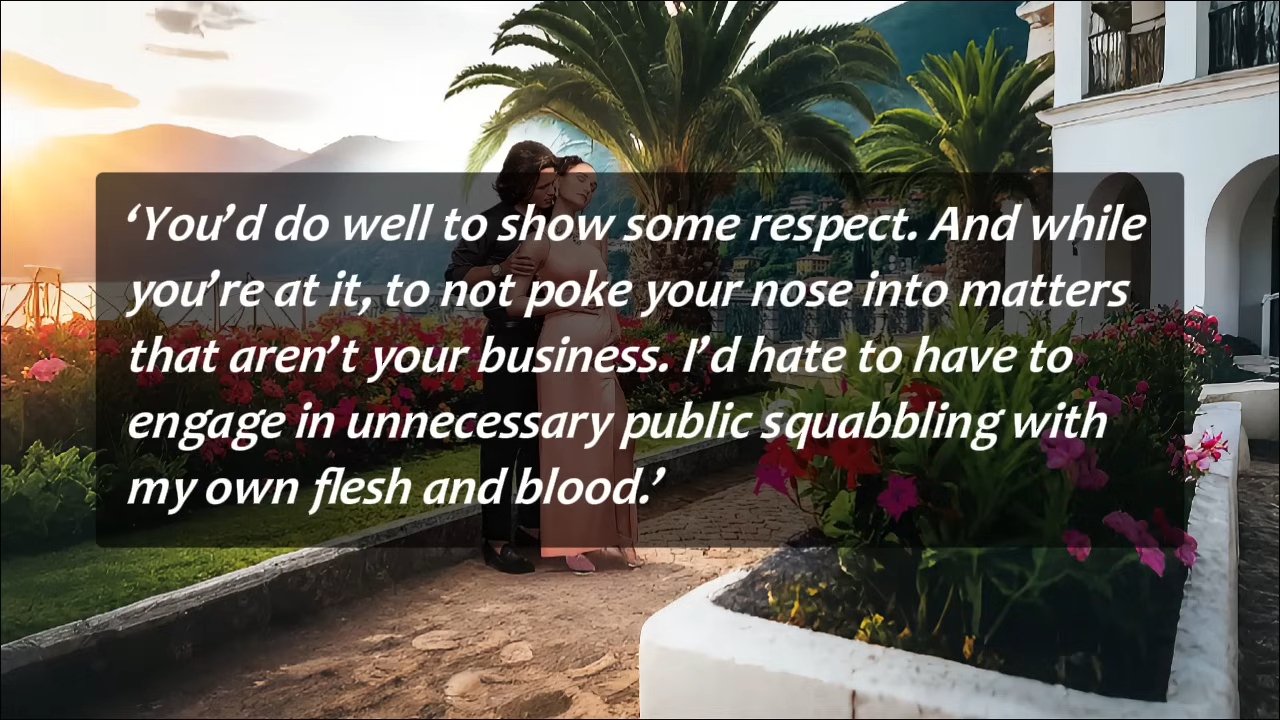 ‘You’d do well to show some respect. And while
you’re at it, to not poke your nose into matters
that aren’t your business. I’d hate to have to
engage in unnecessary public squabbling with
my own flesh and blood.’